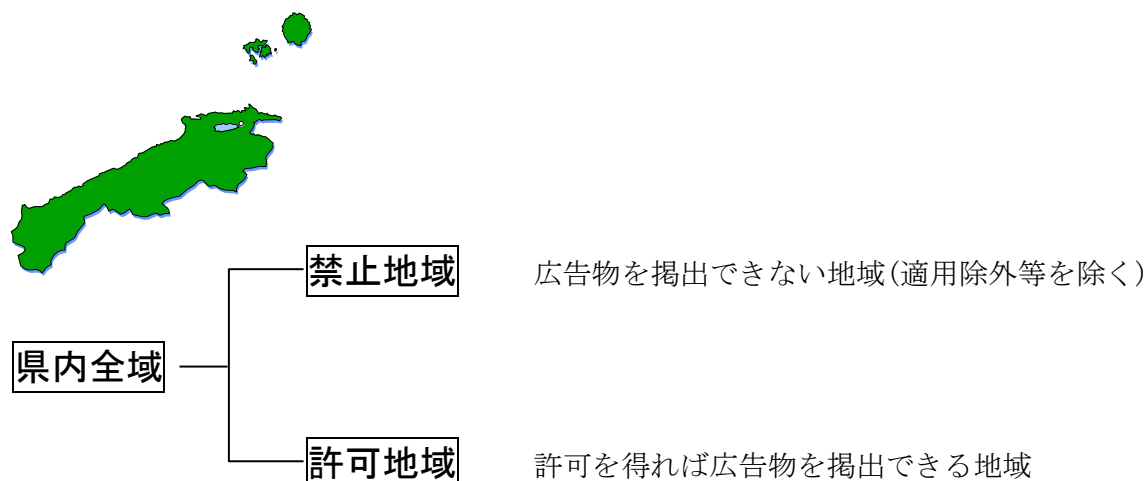 禁止地域 広告物を掲出できない地域(適用除外等を除く)
県内全域
許可地域 許可を得れば広告物を掲出できる地域